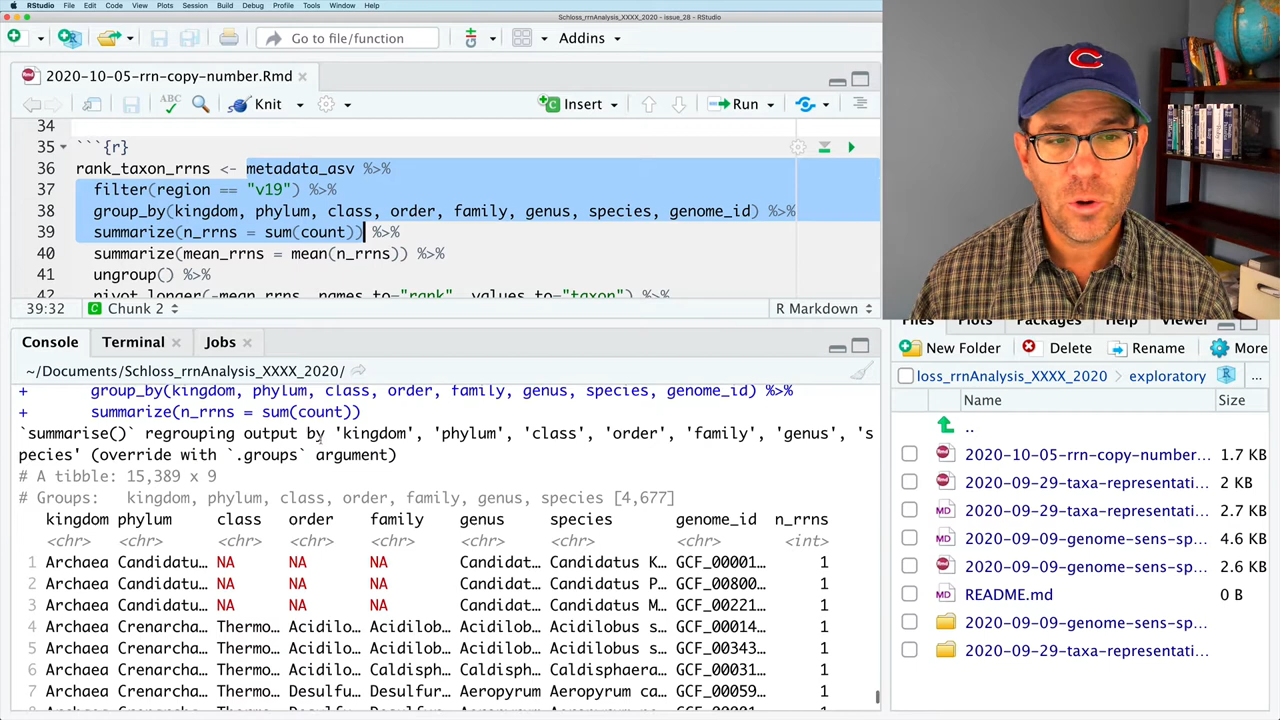 RStudio File Edit Code View Plots Session Build Debug Profile Tools Window Help
Schloss_rrnAnalysis_XXXX_2020 - issue_28 - RStudio
Go to file/function
Addins
2020-10-05-rrn-copy-number.Rmd
ABC Knit Insert Run
34
35 ```{r}
36 rank_taxon_rrns <- metadata_asv %>%
37 filter(region == "v19") %>%
38 group_by(kingdom, phylum, class, order, family, genus, species, genome_id) %>%
39 summarize(n_rrns = sum(count)) %>%
40 summarize(mean_rrns = mean(n_rrns)) %>%
41 ungroup() %>%
42 pivot_longer(-mean_rrns, names_to="rank", values_to="taxon") %>%
39:32 Chunk 2 R Markdown
Console Terminal Jobs
~/Documents/Schloss_rrnAnalysis_XXXX_2020/
+ group_by(kingdom, phylum, class, order, family, genus, species, genome_id) %>%
+ summarize(n_rrns = sum(count))
`summarise()` regrouping output by 'kingdom', 'phylum', 'class', 'order', 'family', 'genus', 's
pecies' (override with `.groups` argument)
# A tibble: 15,389 x 9
# Groups: kingdom, phylum, class, order, family, genus, species [4,677]
kingdom phylum class order family genus species genome_id n_rrns
<chr> <chr> <chr> <chr> <chr> <chr> <chr> <chr> <int>
1 Archaea Candidatu… NA NA NA Candidat… Candidatus K… GCF_00001… 1
2 Archaea Candidatu… NA NA NA Candidat… Candidatus P… GCF_00800… 1
3 Archaea Candidatu… NA NA NA Candidat… Candidatus M… GCF_00221… 1
4 Archaea Crenarcha… Thermo… Acidilo… Acidilob… Acidilob… Acidilobus s… GCF_00014… 1
5 Archaea Crenarcha… Thermo… Acidilo… Acidilob… Acidilob… Acidilobus s… GCF_00343… 1
6 Archaea Crenarcha… Thermo… Acidilo… Caldisph… Caldisph… Caldisphaera… GCF_00031… 1
7 Archaea Crenarcha… Thermo… Desulfu… Desulfur… Aeropyrum Aeropyrum ca… GCF_00059… 1
Files Plots Packages Help Viewer
New Folder Delete Rename More
loss_rrnAnalysis_XXXX_2020 exploratory ...
Name Size
..
2020-10-05-rrn-copy-number... 1.7 KB
2020-09-29-taxa-representati... 2 KB
2020-09-29-taxa-representati... 2.7 KB
2020-09-09-genome-sens-sp... 4.6 KB
2020-09-09-genome-sens-sp... 2.6 KB
README.md 0 B
2020-09-09-genome-sens-sp...
2020-09-29-taxa-representati...